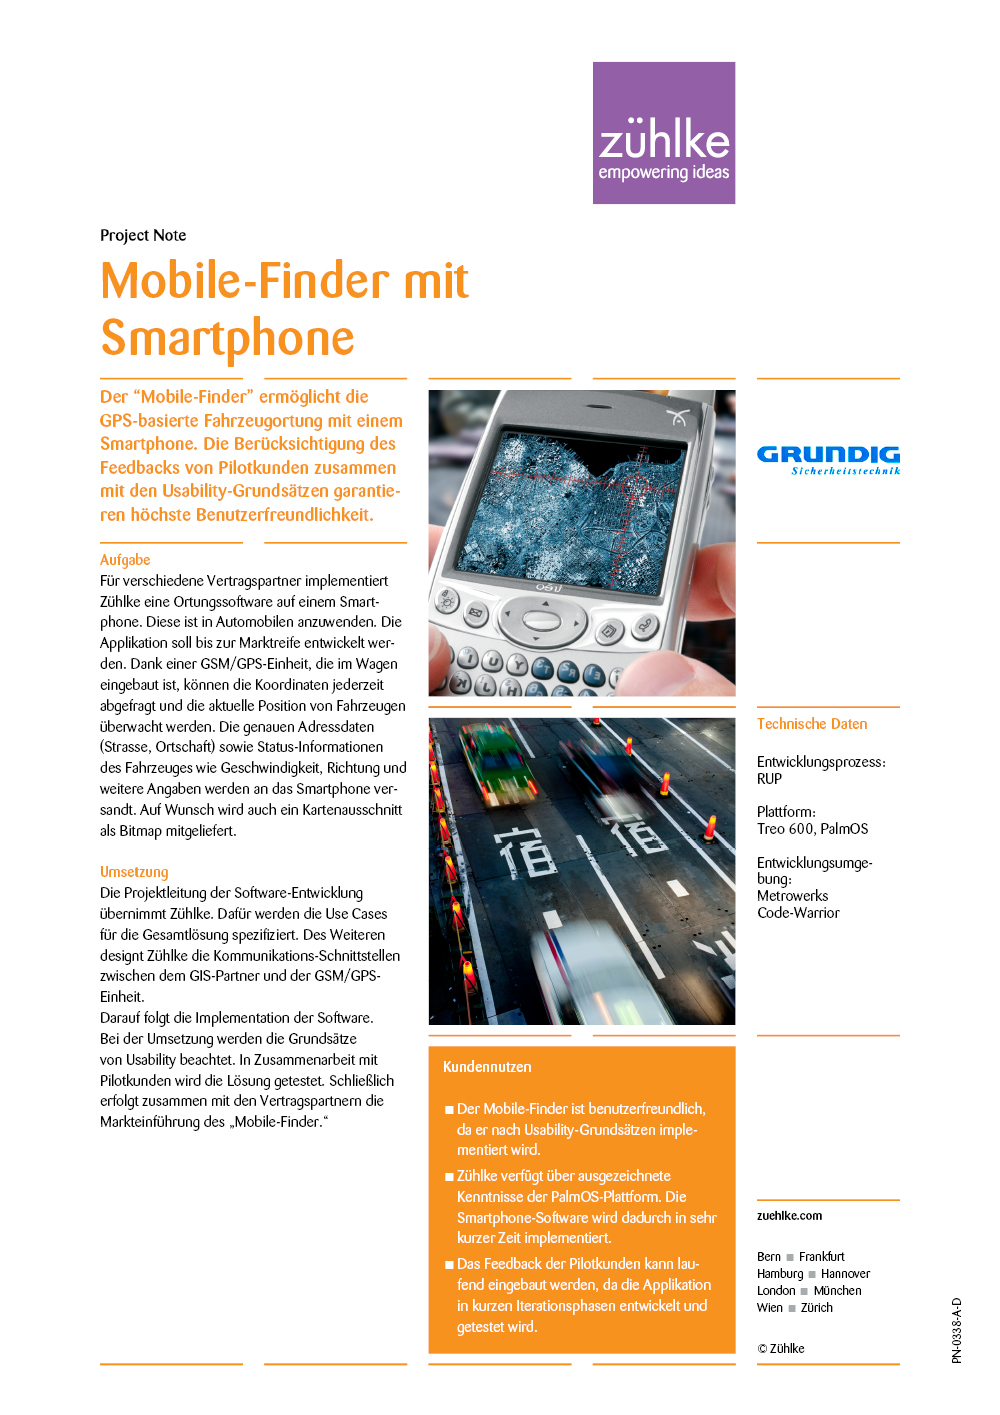 zühlke
empowering ideas
Project Note
Mobile-Finder mit
Smartphone
Der “Mobile-Finder” ermöglicht die
GPS-basierte Fahrzeugortung mit einem
Smartphone. Die Berücksichtigung des
Feedbacks von Pilotkunden zusammen
mit den Usability-Grundsätzen garantie-
ren höchste Benutzerfreundlichkeit.
Aufgabe
Für verschiedene Vertragspartner implementiert
Zühlke eine Ortungssoftware auf einem Smart-
phone. Diese ist in Automobilen anzuwenden. Die
Applikation soll bis zur Marktreife entwickelt wer-
den. Dank einer GSM/GPS-Einheit, die im Wagen
eingebaut ist, können die Koordinaten jederzeit
abgefragt und die aktuelle Position von Fahrzeugen
überwacht werden. Die genauen Adressdaten
(Strasse, Ortschaft) sowie Status-Informationen
des Fahrzeuges wie Geschwindigkeit, Richtung und
weitere Angaben werden an das Smartphone ver-
sandt. Auf Wunsch wird auch ein Kartenausschnitt
als Bitmap mitgeliefert.
Umsetzung
Die Projektleitung der Software-Entwicklung
übernimmt Zühlke. Dafür werden die Use Cases
für die Gesamtlösung spezifiziert. Des Weiteren
designt Zühlke die Kommunikations-Schnittstellen
zwischen dem GIS-Partner und der GSM/GPS-
Einheit.
Darauf folgt die Implementation der Software.
Bei der Umsetzung werden die Grundsätze
von Usability beachtet. In Zusammenarbeit mit
Pilotkunden wird die Lösung getestet. Schließlich
erfolgt zusammen mit den Vertragspartnern die
Markteinführung des „Mobile-Finder.“
Kundennutzen
Der Mobile-Finder ist benutzerfreundlich,
da er nach Usability-Grundsätzen imple-
mentiert wird.
Zühlke verfügt über ausgezeichnete
Kenntnisse der PalmOS-Plattform. Die
Smartphone-Software wird dadurch in sehr
kurzer Zeit implementiert.
Das Feedback der Pilotkunden kann lau-
fend eingebaut werden, da die Applikation
in kurzen Iterationsphasen entwickelt und
getestet wird.
GRUNDIG
Sicherheitstechnik
Technische Daten
Entwicklungsprozess:
RUP
Plattform:
Treo 600, PalmOS
Entwicklungsumge-
bung:
Metrowerks
Code-Warrior
zuehlke.com
Bern ■ Frankfurt
Hamburg ■ Hannover
London ■ München
Wien ■ Zürich
© Zühlke
PN-0338-A-D